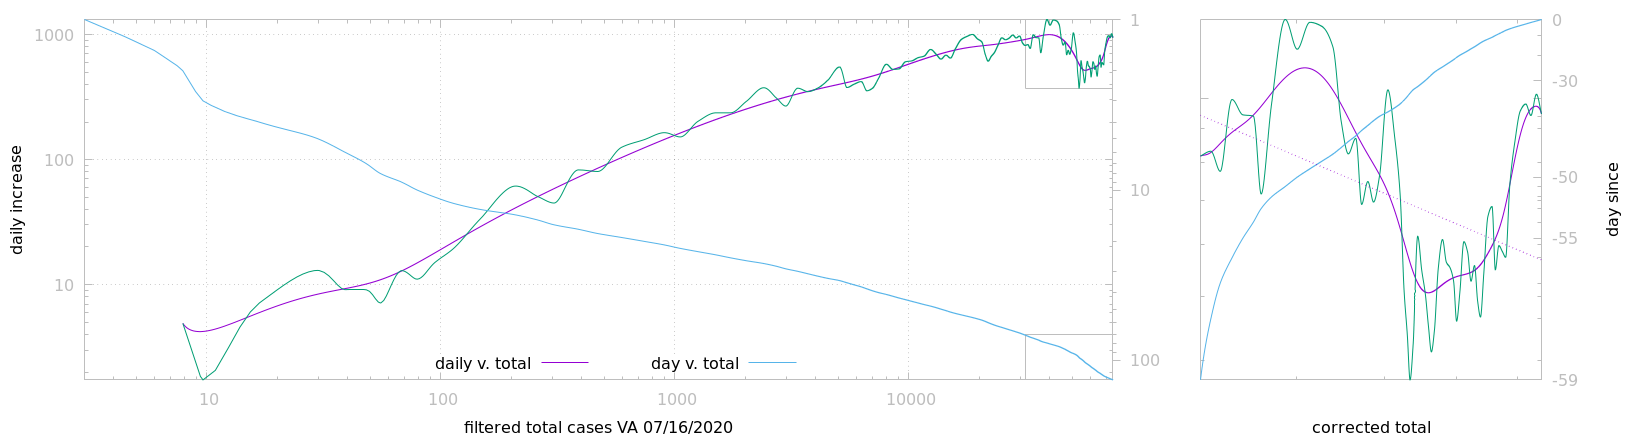 1000
100
10
daily increase
daily v. total
day v. total
10
100
1000
10000
filtered total cases VA 07/16/2020
1
10
100
0
-30
-50
-55
-59
day since
corrected total